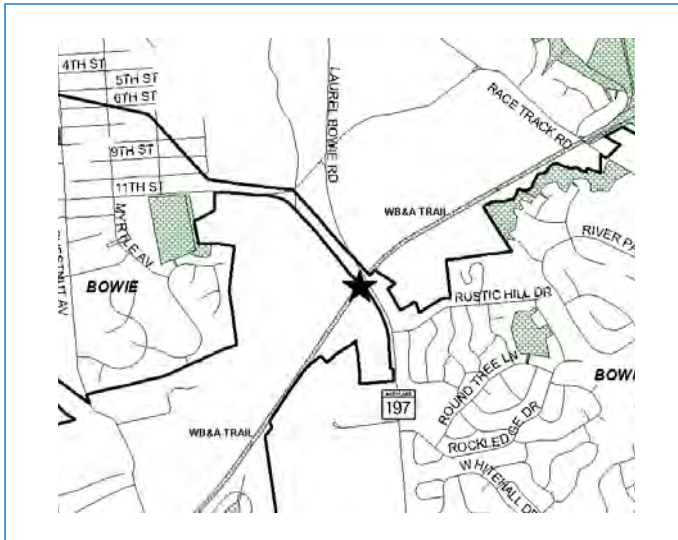 4TH ST
5TH ST
6TH ST
9TH ST
11TH ST
LAUREL BOWIE RD
RACE TRACK RD
WB&A TRAIL
MYRTLE AV
BOWIE
RIVER PA
RUSTIC HILL DR
ROUND TREE LN
BOWI
MARYLAND
197
WB&A TRAIL
ROCKLEDGE DR
WHITEHALL DR